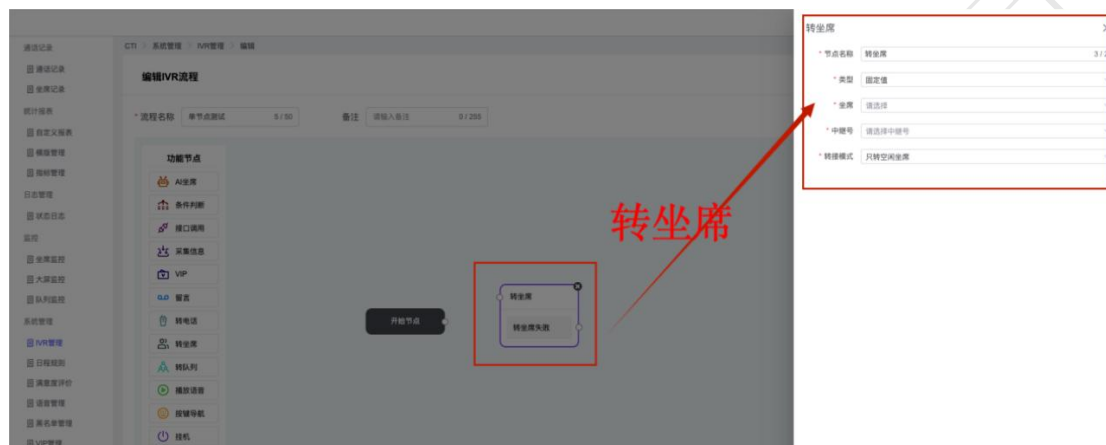 通话记录
通话记录
坐席记录
统计报表
自定义报表
模版管理
指标管理
日志管理
状态日志
监控
坐席监控
大屏监控
队列监控
系统管理
IVR管理
日程规则
满意度评价
语音管理
黑名单管理
VIP管理
CTI > 系统管理 > IVR管理 > 编辑
编辑IVR流程
* 流程名称 单节点测试 5 / 50 备注 请输入备注 0 / 255
功能节点
AI坐席
条件判断
接口调用
采集信息
VIP
留言
转电话
转坐席
转队列
播放语音
按键导航
挂机
开始节点
转坐席
转坐席失败
转坐席
转坐席
* 节点名称 转坐席 3 / 2
* 类型 固定值
* 坐席 请选择
* 中继号 请选择中继号
* 转接模式 只转空闲坐席